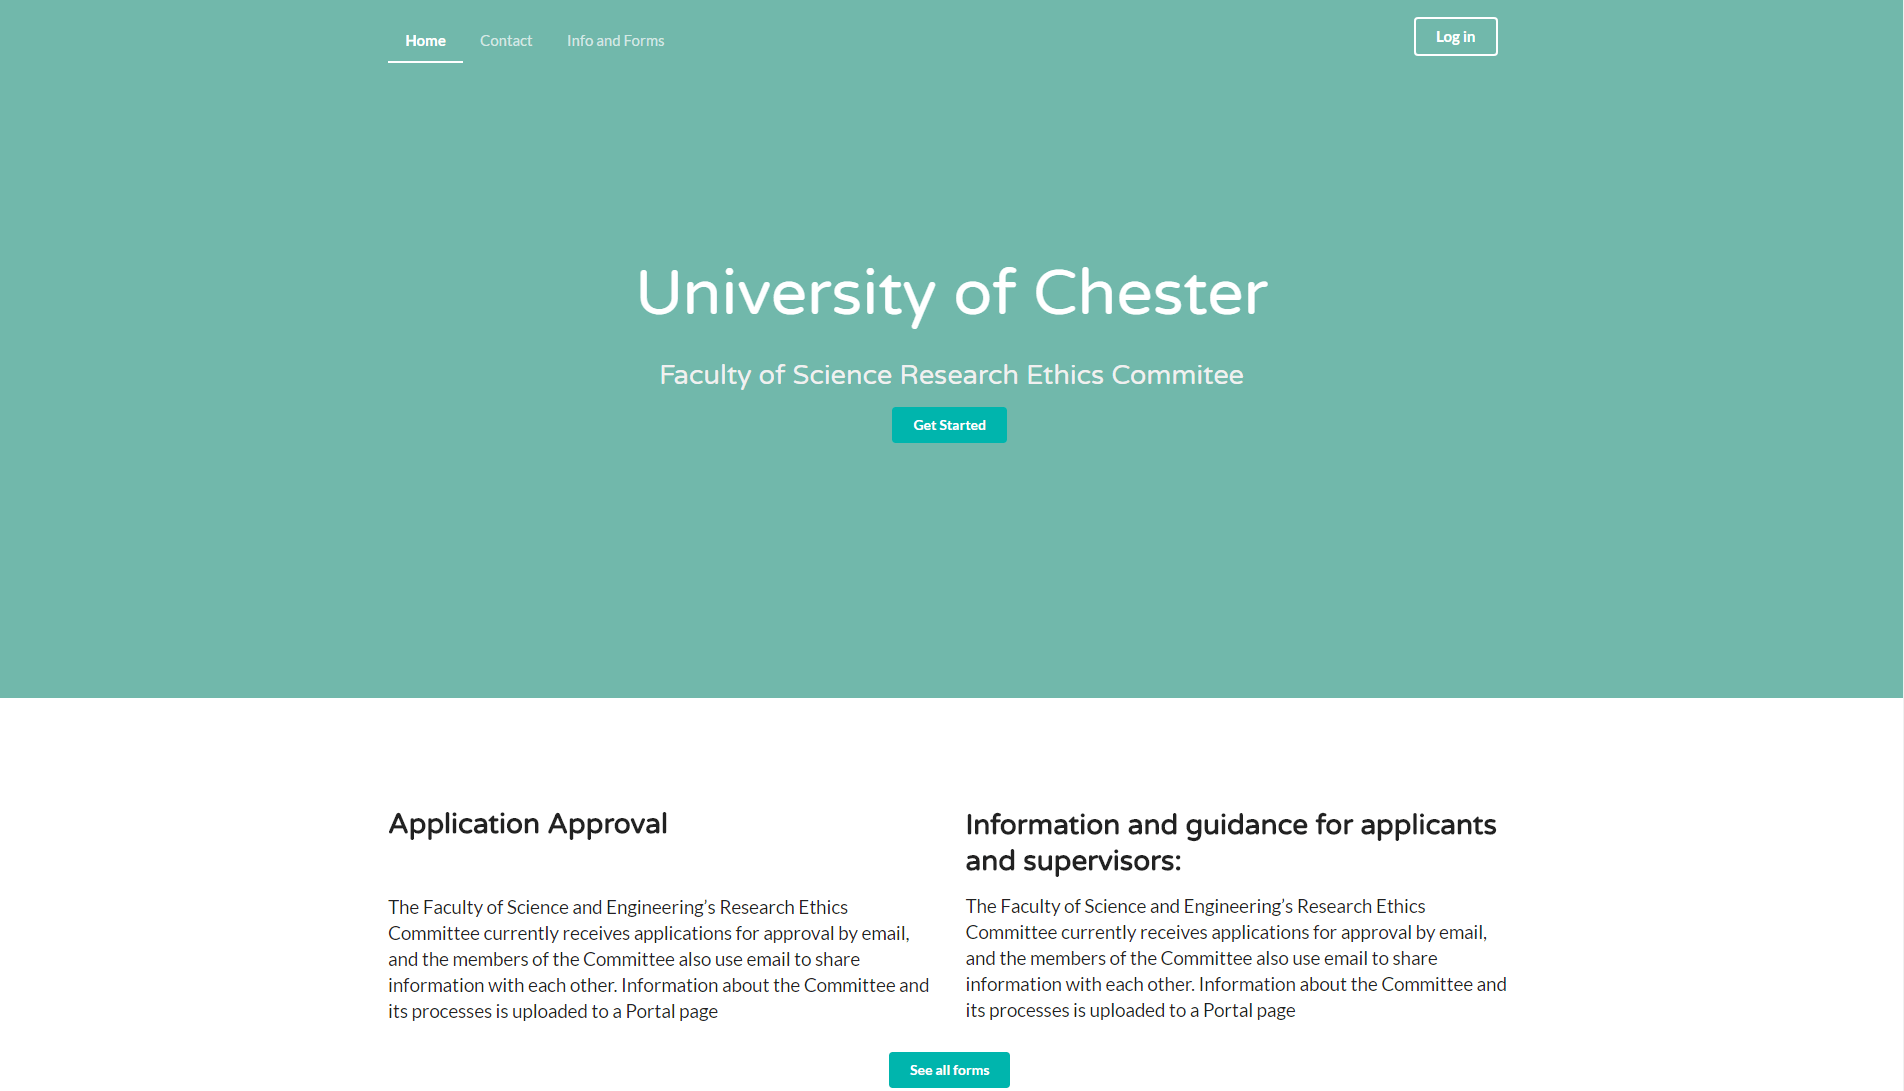 Home
Contact
Info and Forms
Log in
University of Chester
Faculty of Science Research Ethics Commitee
Get Started
Application Approval
The Faculty of Science and Engineering’s Research Ethics
Committee currently receives applications for approval by email,
and the members of the Committee also use email to share
information with each other. Information about the Committee and
its processes is uploaded to a Portal page
Information and guidance for applicants
and supervisors:
The Faculty of Science and Engineering’s Research Ethics
Committee currently receives applications for approval by email,
and the members of the Committee also use email to share
information with each other. Information about the Committee and
its processes is uploaded to a Portal page
See all forms